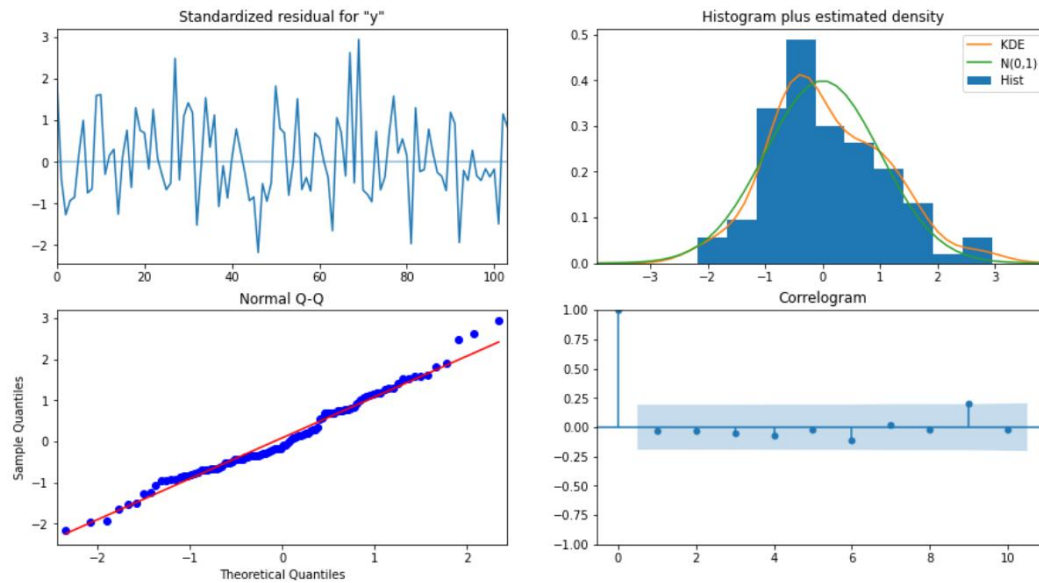 Standardized residual for "y"
3
2
1
0
−1
−2
0 20 40 60 80 100
Histogram plus estimated density
KDE
N(0,1)
Hist
0.5
0.4
0.3
0.2
0.1
0.0
−3 −2 −1 0 1 2 3
Normal Q-Q
Sample Quantiles
3
2
1
0
−1
−2
−2 −1 0 1 2
Theoretical Quantiles
Correlogram
1.00
0.75
0.50
0.25
0.00
−0.25
−0.50
−0.75
−1.00
0 2 4 6 8 10